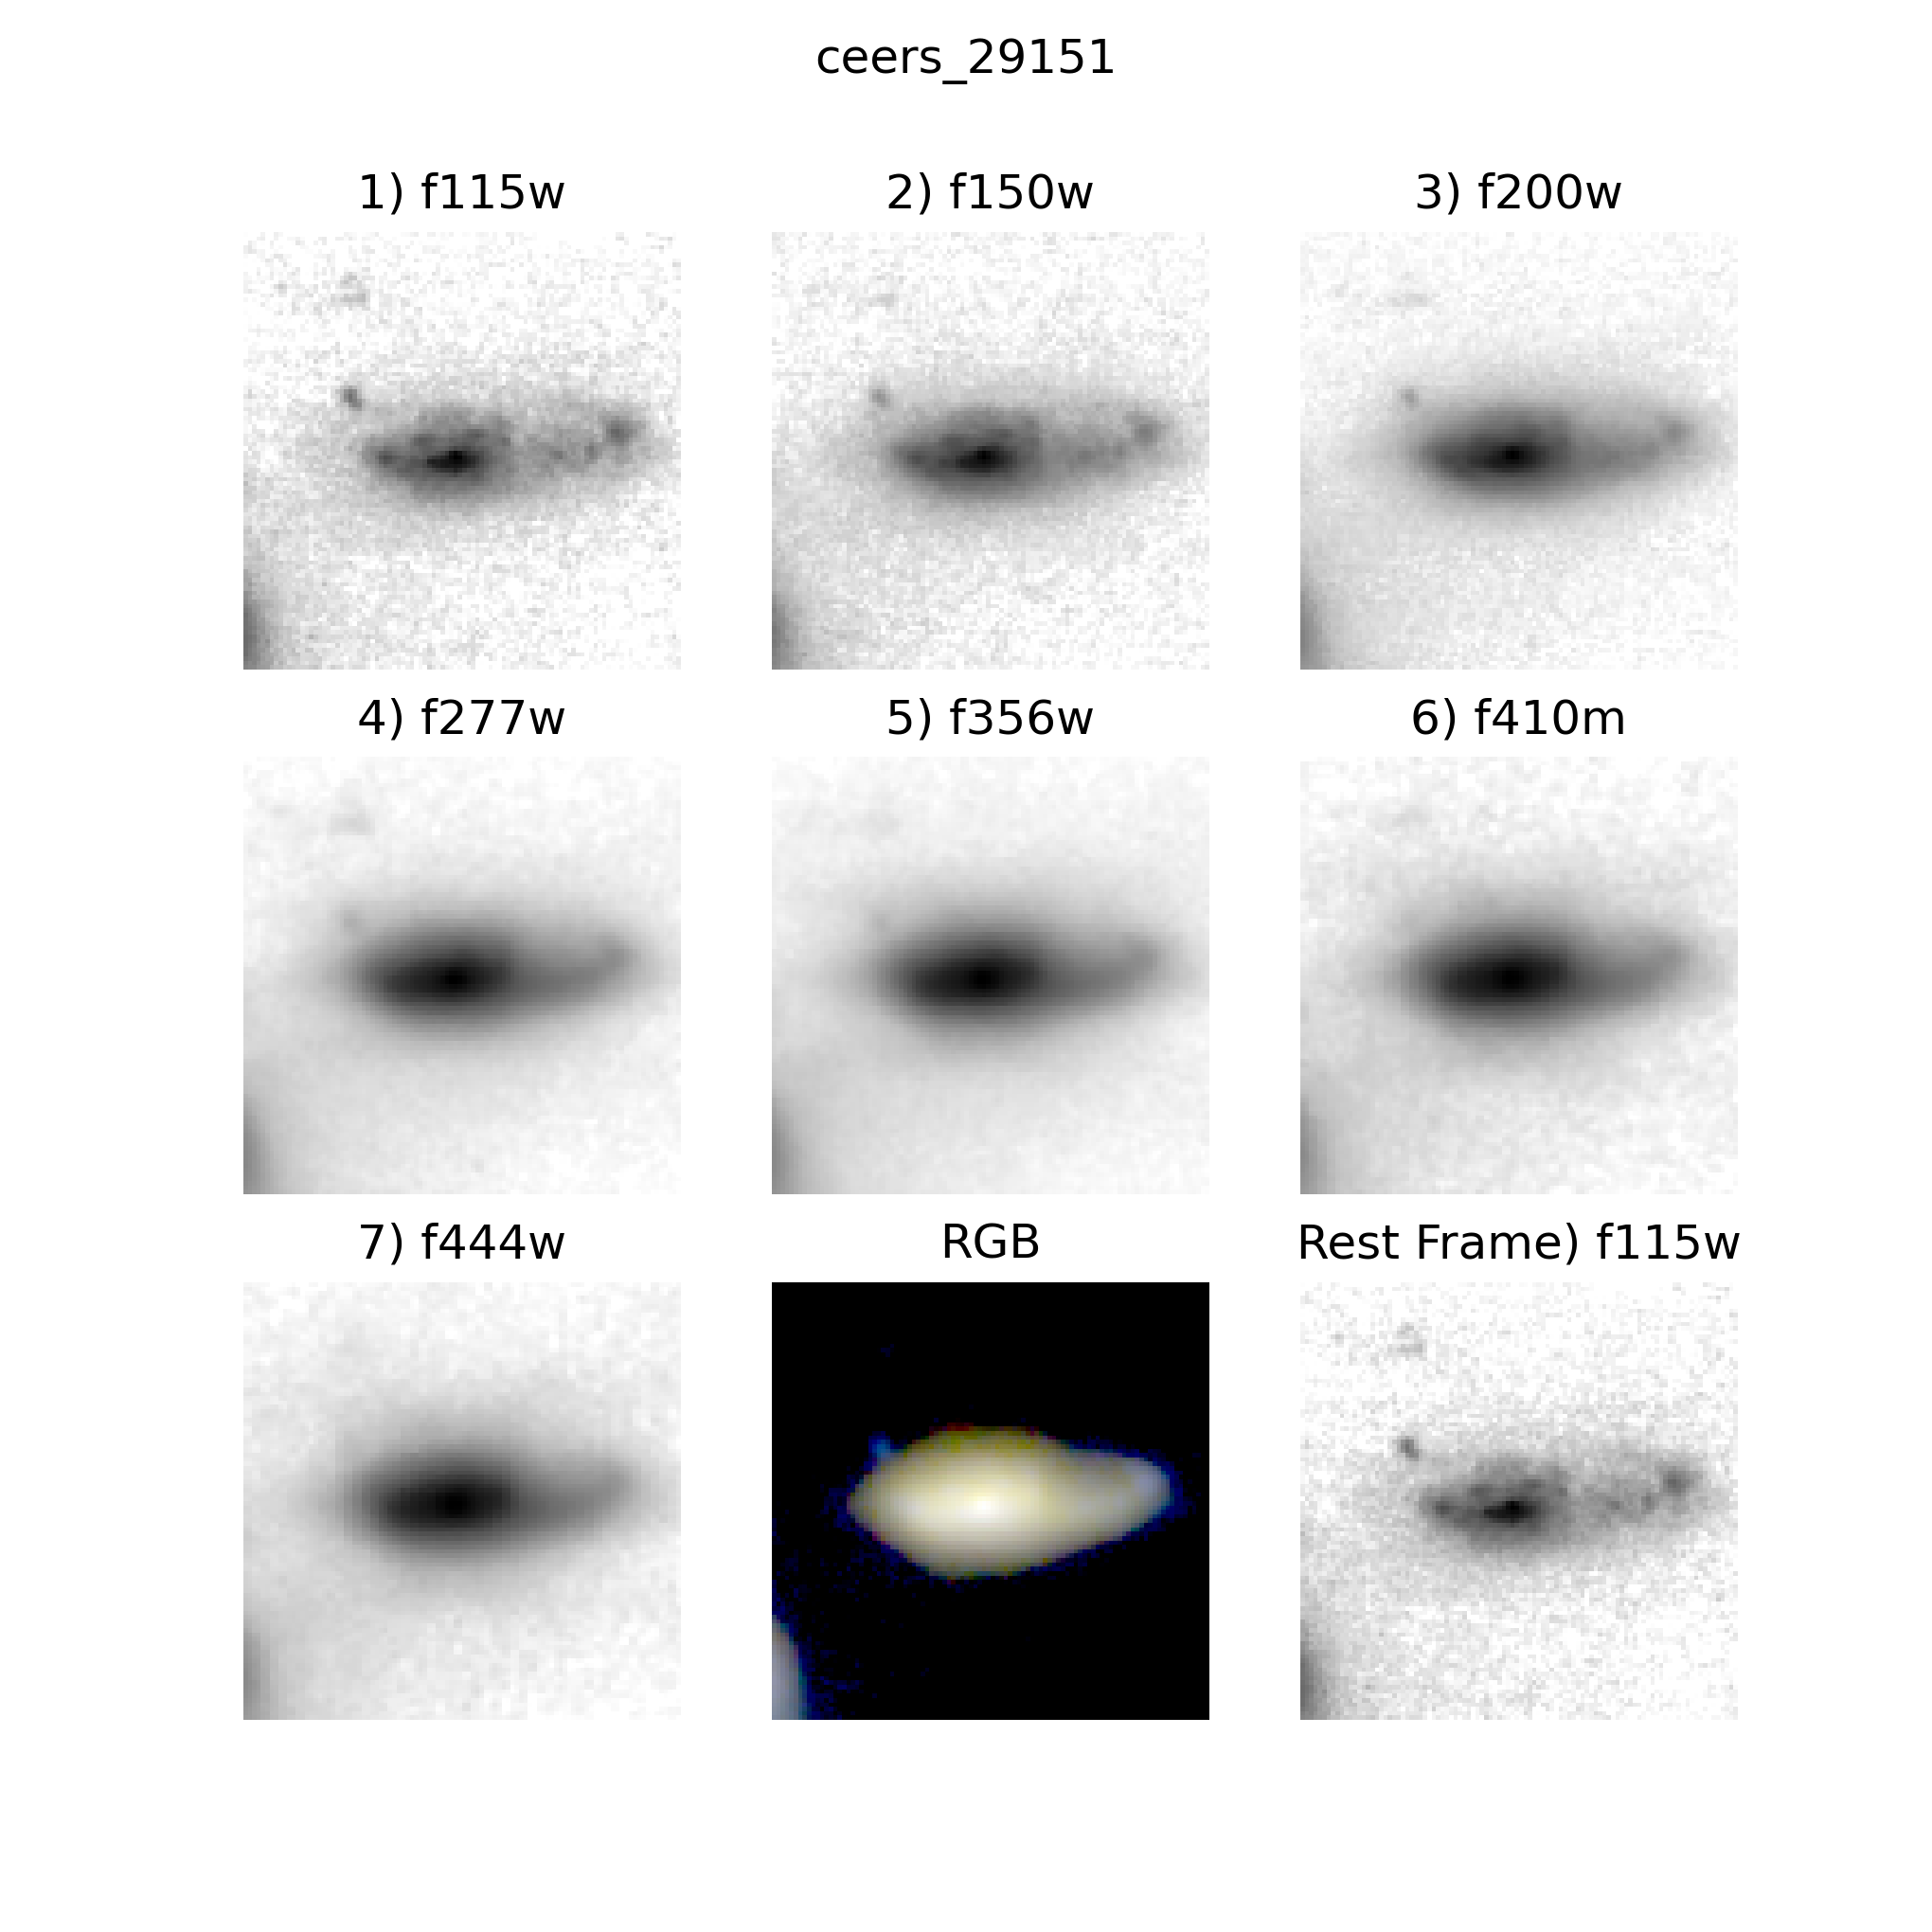 ceers_29151
1) f115w
2) f150w
3) f200w
4) f277w
5) f356w
6) f410m
7) f444w
RGB
Rest Frame) f115w